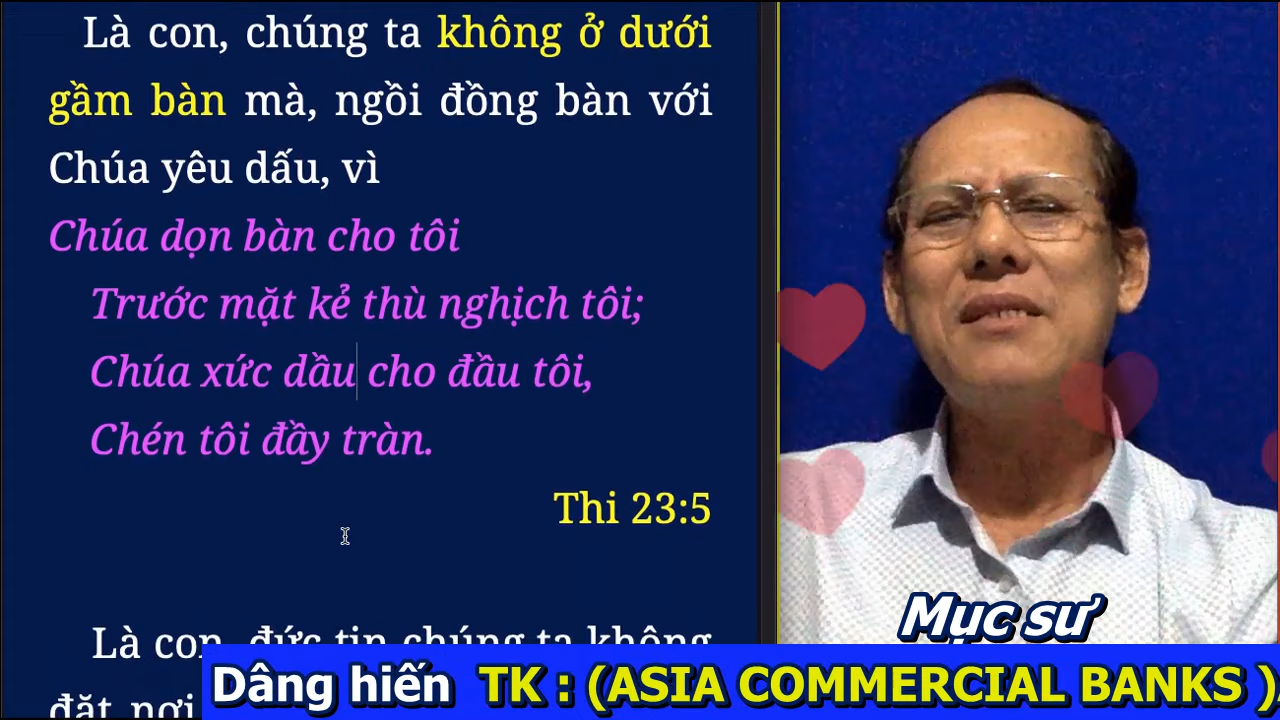 Là con, chúng ta không ở dưới
gầm bàn mà, ngồi đồng bàn với
Chúa yêu dấu, vì
Chúa dọn bàn cho tôi
Trước mặt kẻ thù nghịch tôi;
Chúa xức dầu cho đầu tôi,
Chén tôi đầy tràn.
Thi 23:5
Là con, đức tin chúng ta không
đặt nơi
Mục sư
Dâng hiến TK : (ASIA COMMERCIAL BANKS )